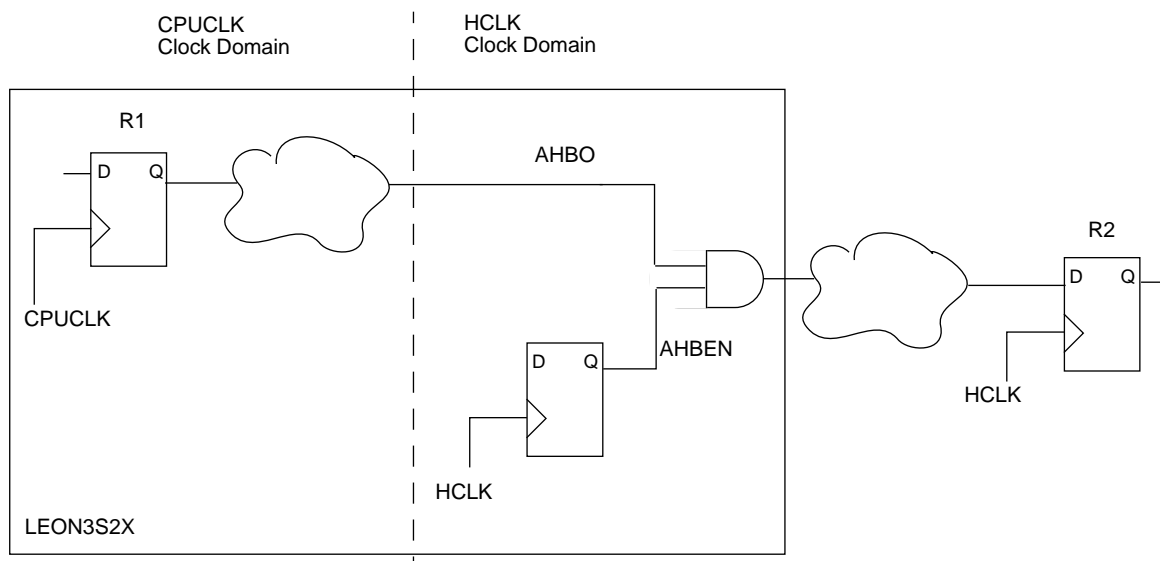 CPUCLK
Clock Domain
HCLK
Clock Domain
R1
AHBO
D Q
R2
D Q
CPUCLK
AHBEN
D Q
HCLK
HCLK
LEON3S2X